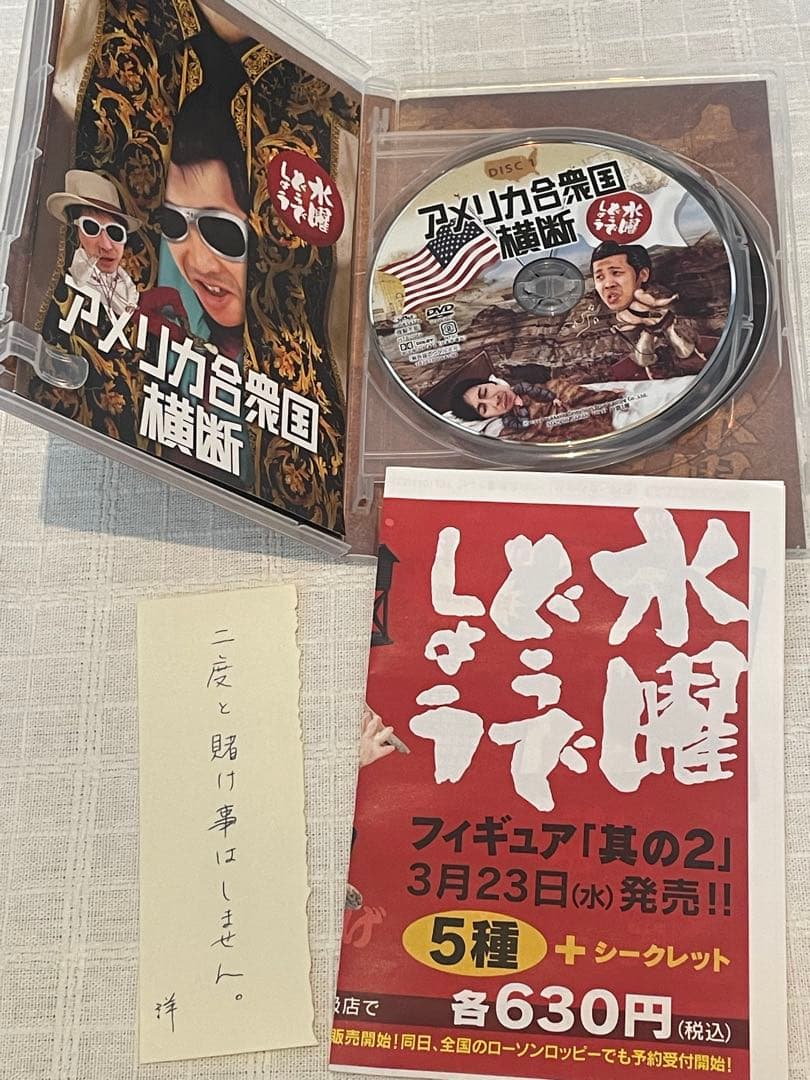 水曜
どうで
しょう
アメリカ合衆国
横断
DISC 1
アメリカ合衆国
横断
水曜
どうで
しょう
DVD
水曜
どうで
しょう
フィギュア「其の2」
3月23日(水)発売!!
5種+シークレット
各630円(税込)
扱店で
販売開始!同日、全国のローソンロッピーでも予約受付開始!
二度と賭け事はしません。
洋